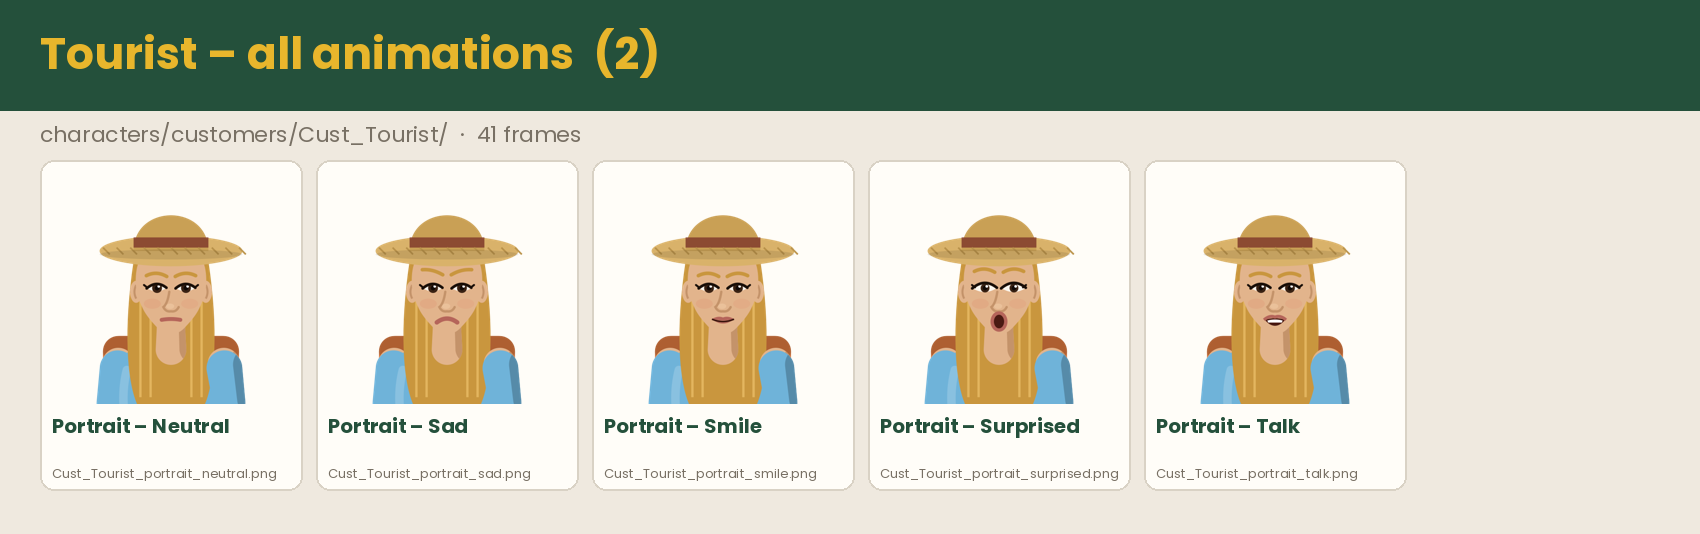 Tourist – all animations (2)
characters/customers/Cust_Tourist/ · 41 frames
Portrait – Neutral
Cust_Tourist_portrait_neutral.png
Portrait – Sad
Cust_Tourist_portrait_sad.png
Portrait – Smile
Cust_Tourist_portrait_smile.png
Portrait – Surprised
Cust_Tourist_portrait_surprised.png
Portrait – Talk
Cust_Tourist_portrait_talk.png